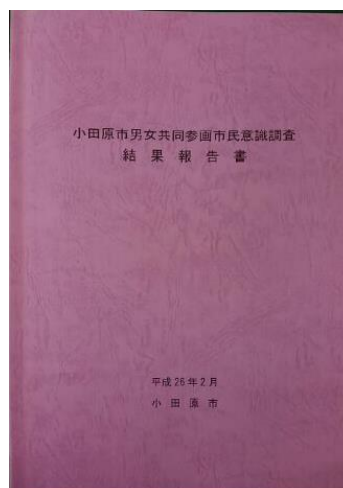 小田原市男女共同参画市民意識調査
結果報告書
平成26年2月
小田原市